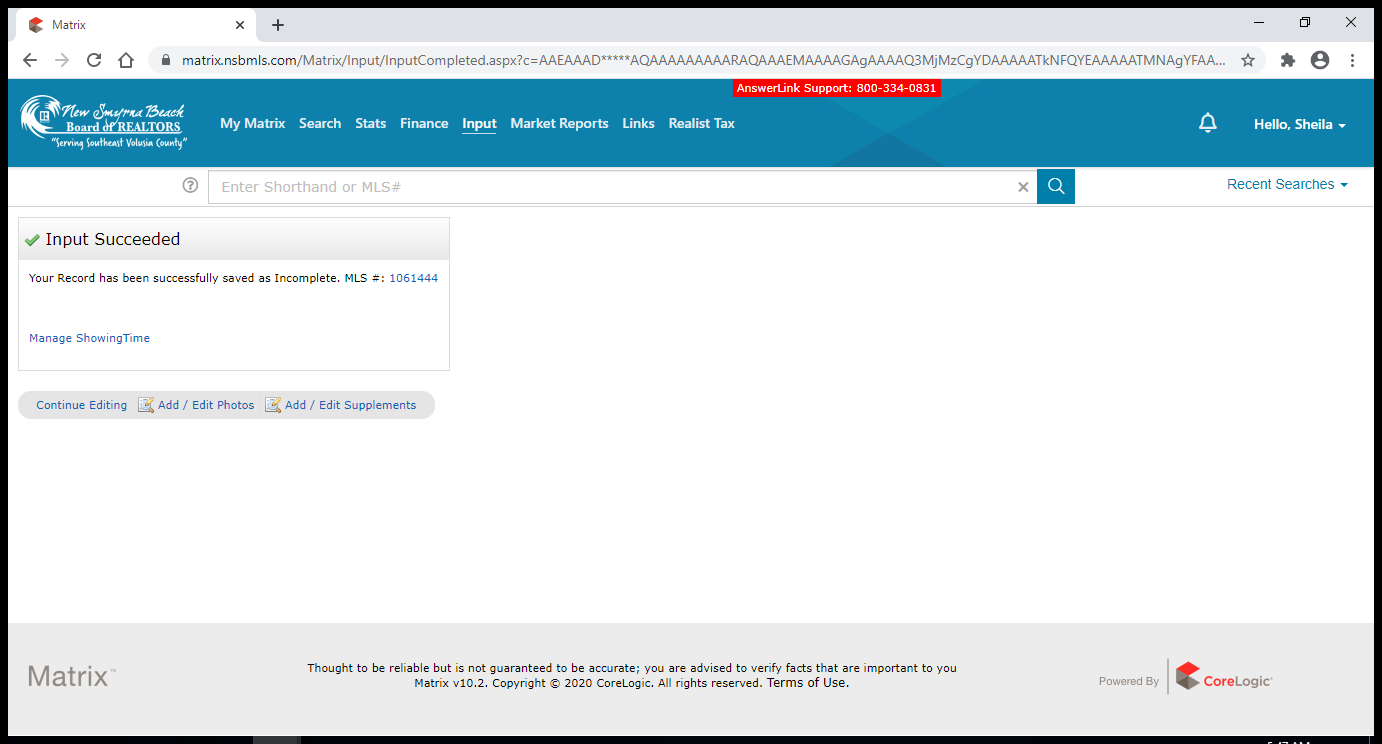 Matrix
matrix.nsbmls.com/Matrix/Input/InputCompleted.aspx?c=AAEAAAD*****AQAAAAAAAAARAQAAAEMAAAAGAgAAAAQ3MjMzCgYDAAAAATkNFQYEAAAAATMNAgYFAA...
AnswerLink Support: 800-334-0831
New Smyrna Beach
Board of REALTORS
"Serving Southeast Volusia County"
My Matrix Search Stats Finance Input Market Reports Links Realist Tax
Hello, Sheila
Enter Shorthand or MLS#
Recent Searches
Input Succeeded
Your Record has been successfully saved as Incomplete. MLS #: 1061444
Manage ShowingTime
Continue Editing Add / Edit Photos Add / Edit Supplements
Matrix™
Thought to be reliable but is not guaranteed to be accurate; you are advised to verify facts that are important to you
Matrix v10.2. Copyright © 2020 CoreLogic. All rights reserved. Terms of Use.
Powered By CoreLogic